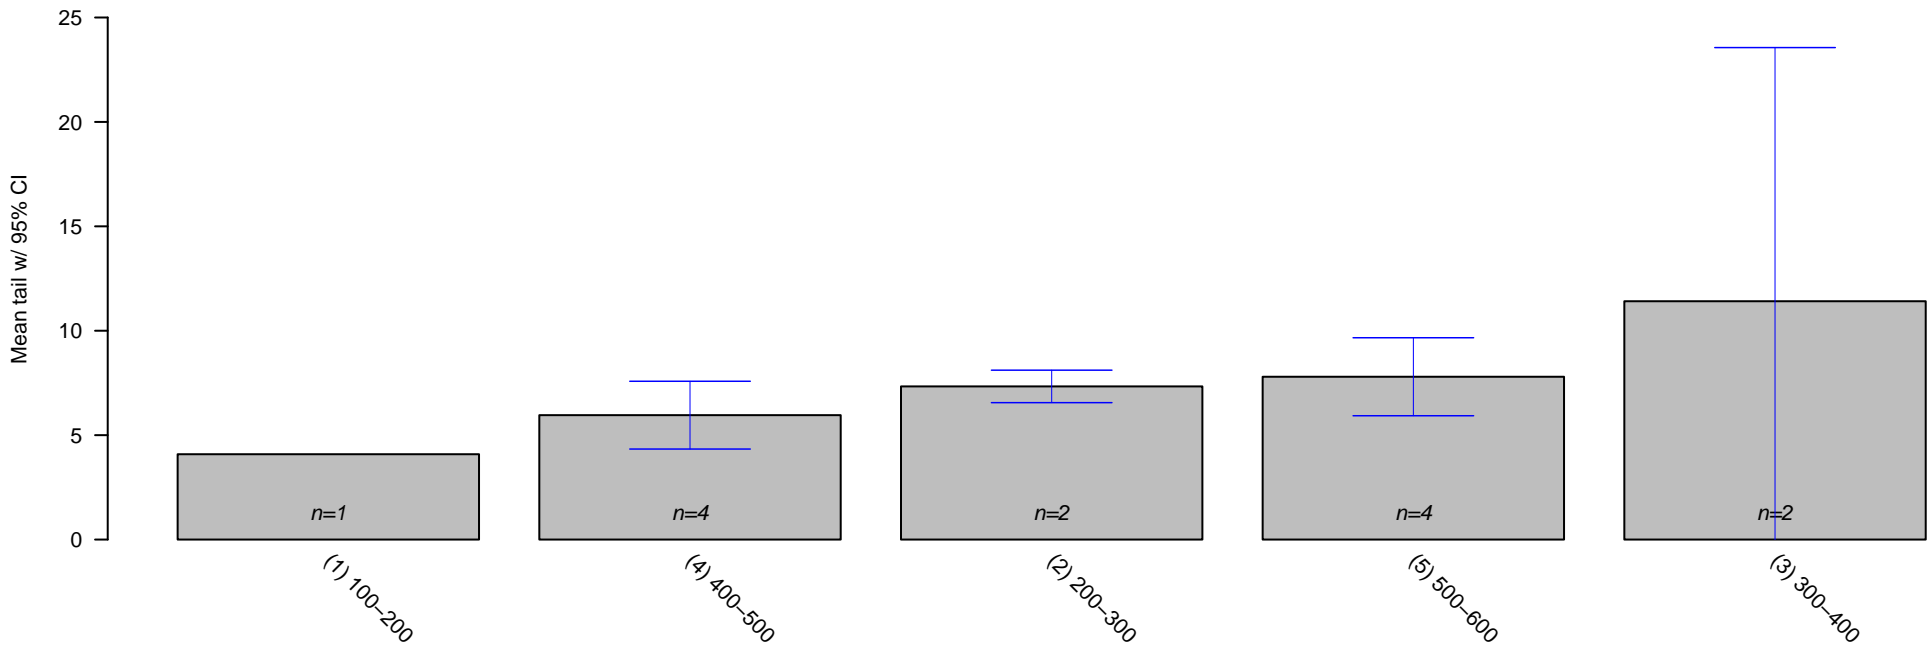 25
20
15
10
5
0
Mean tail w/ 95% CI
n=1
n=4
n=2
n=4
n=2
(1) 100–200
(4) 400–500
(2) 200–300
(5) 500–600
(3) 300–400